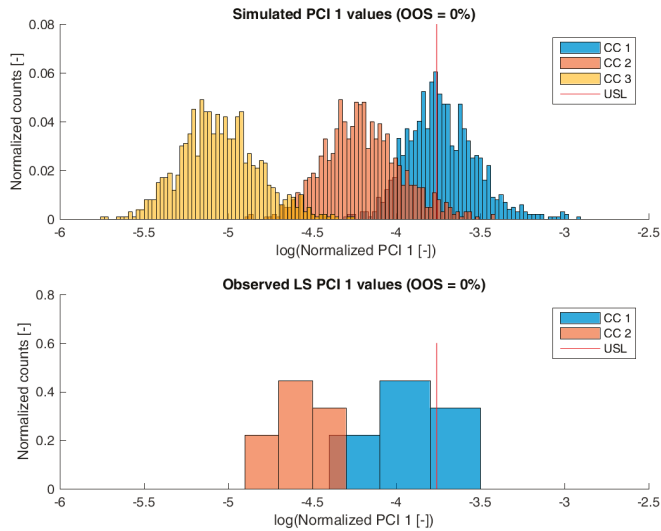 Simulated PCI 1 values (OOS = 0%)
0.08
0.06
0.04
0.02
0
Normalized counts [-]
CC 1
CC 2
CC 3
USL
-6
-5.5
-5
-4.5
-4
-3.5
-3
-2.5
log(Normalized PCI 1 [-])
Observed LS PCI 1 values (OOS = 0%)
0.8
0.6
0.4
0.2
0
Normalized counts [-]
CC 1
CC 2
USL
-6
-5.5
-5
-4.5
-4
-3.5
-3
-2.5
log(Normalized PCI 1 [-])